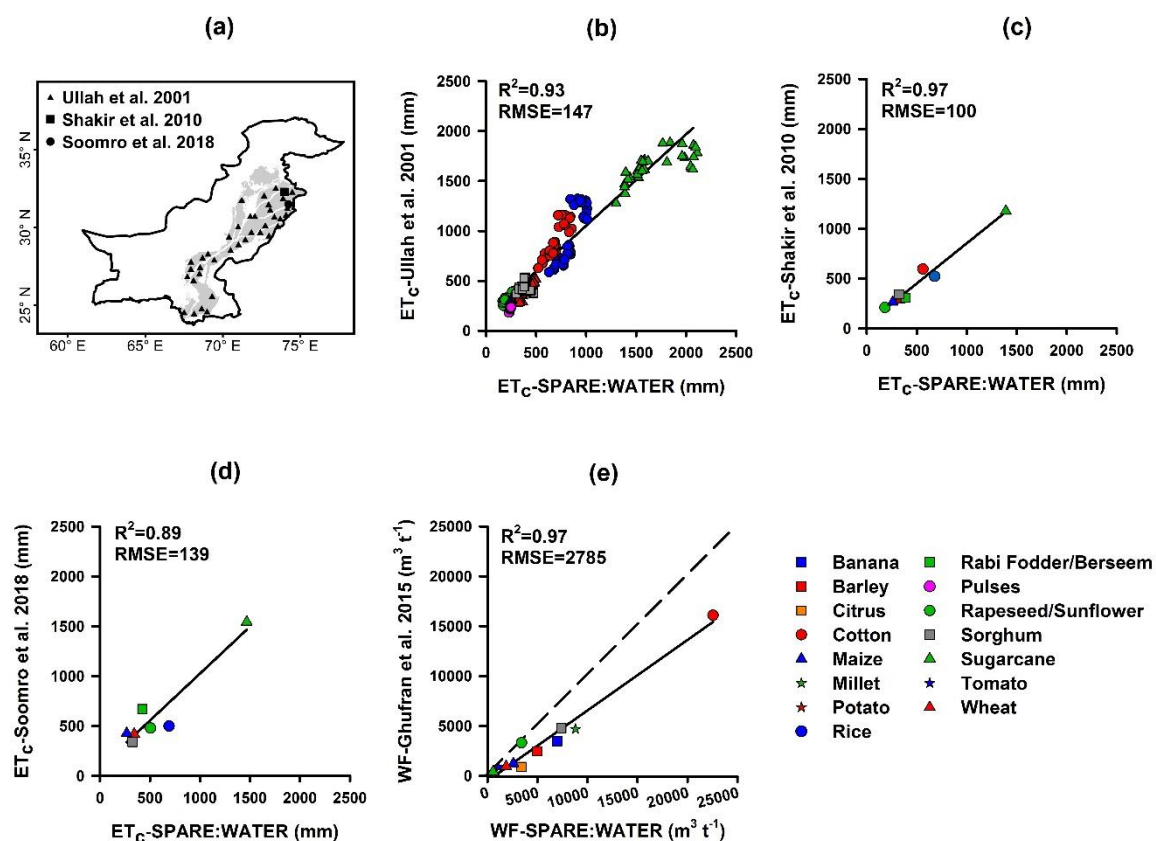 (a)
Ullah et al. 2001
Shakir et al. 2010
Soomro et al. 2018
35° N
30° N
25° N
60° E
65° E
70° E
75° E
(b)
R²=0.93
RMSE=147
ETC-Ullah et al. 2001 (mm)
2500
2000
1500
1000
500
0
0
500
1000
1500
2000
2500
ETC-SPARE:WATER (mm)
(c)
R²=0.97
RMSE=100
ETC-Shakir et al. 2010 (mm)
2500
2000
1500
1000
500
0
0
500
1000
1500
2000
2500
ETC-SPARE:WATER (mm)
(d)
R²=0.89
RMSE=139
ETC-Soomro et al. 2018 (mm)
2500
2000
1500
1000
500
0
0
500
1000
1500
2000
2500
ETC-SPARE:WATER (mm)
(e)
R²=0.97
RMSE=2785
WF-Ghufran et al. 2015 (m³ t⁻¹)
25000
20000
15000
10000
5000
0
0
5000
10000
15000
20000
25000
WF-SPARE:WATER (m³ t⁻¹)
Banana
Barley
Citrus
Cotton
Maize
Millet
Potato
Rice
Rabi Fodder/Berseem
Pulses
Rapeseed/Sunflower
Sorghum
Sugarcane
Tomato
Wheat